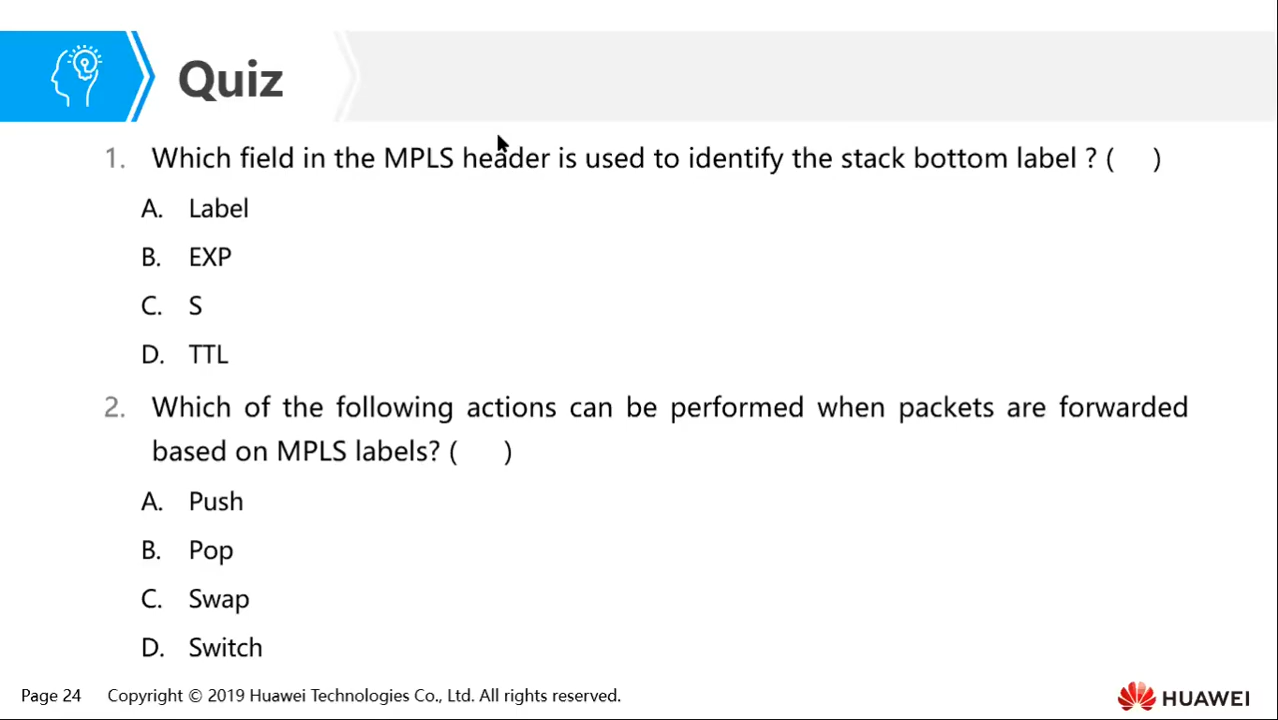 Quiz
1. Which field in the MPLS header is used to identify the stack bottom label ? ( )
A. Label
B. EXP
C. S
D. TTL
2. Which of the following actions can be performed when packets are forwarded
based on MPLS labels? ( )
A. Push
B. Pop
C. Swap
D. Switch
Page 24 Copyright © 2019 Huawei Technologies Co., Ltd. All rights reserved.
HUAWEI